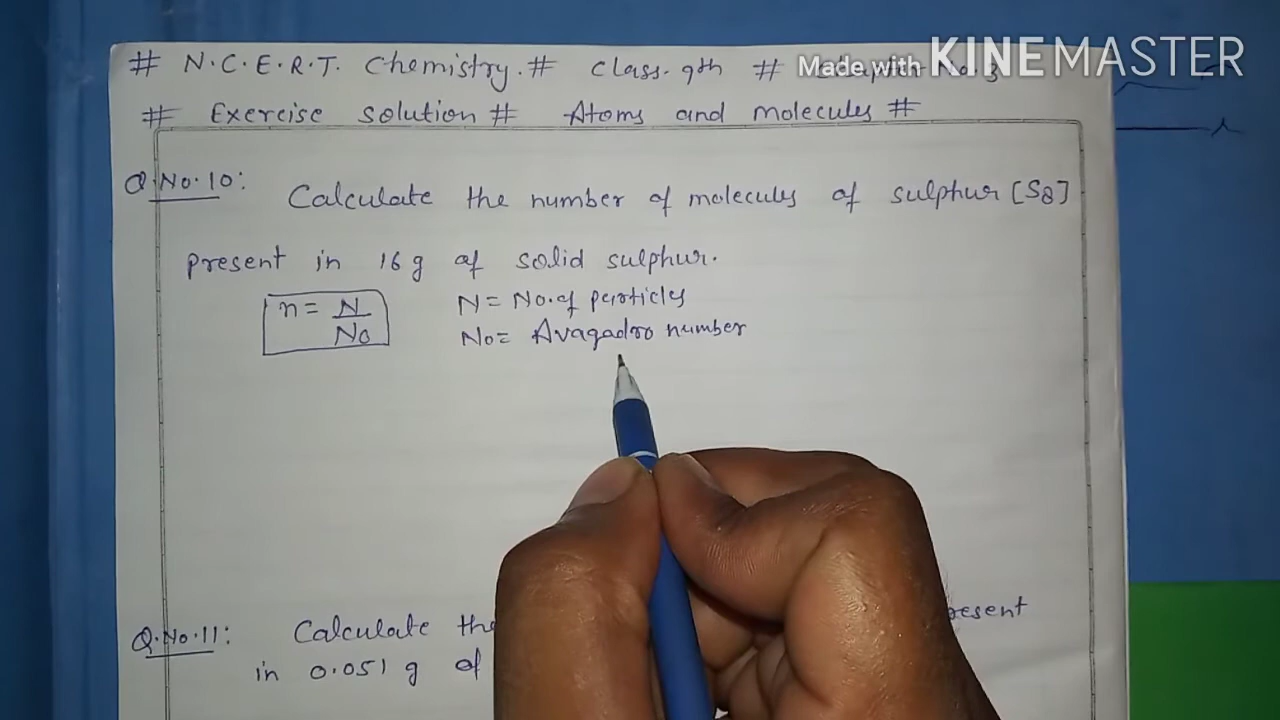 # N.C.E.R.T. Chemistry. # Class. 9th # 3
Made with KINEMASTER
# Exercise solution # Atoms and molecules #
Q.No.10: Calculate the number of molecules of sulphur [S8]
present in 16 g of solid sulphur.
n = N/No N = No. of particles
No = Avagadro number
Q.No.11: Calculate the
in 0.051 g of